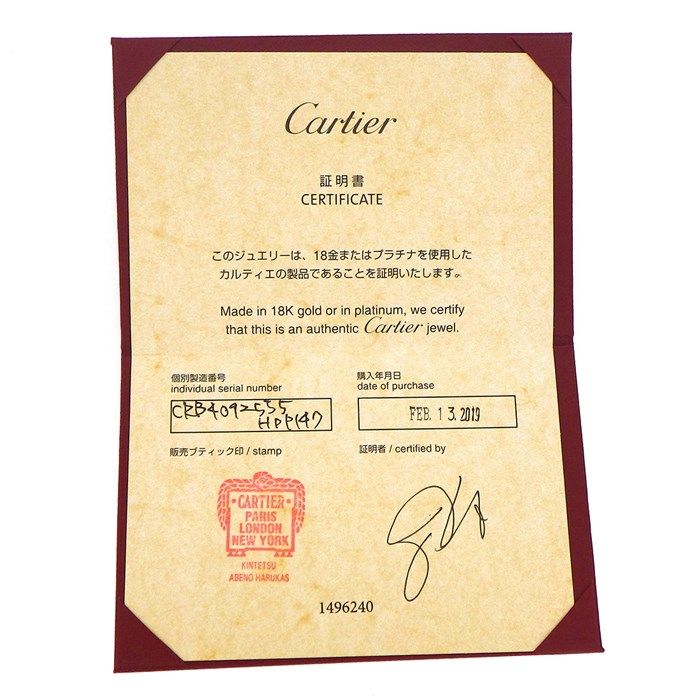 Cartier
証明書
CERTIFICATE
このジュエリーは、18金またはプラチナを使用した
カルティエの製品であることを証明いたします。
Made in 18K gold or in platinum, we certify
that this is an authentic Cartier jewel.
個別製造番号
individual serial number
CRB4092555
HPP147
購入年月日
date of purchase
FEB. 13.2019
販売ブティック印 / stamp
証明者 / certified by
CARTIER
PARIS
LONDON
NEW YORK
KINTETSU
ABENO HARUKAS
1496240